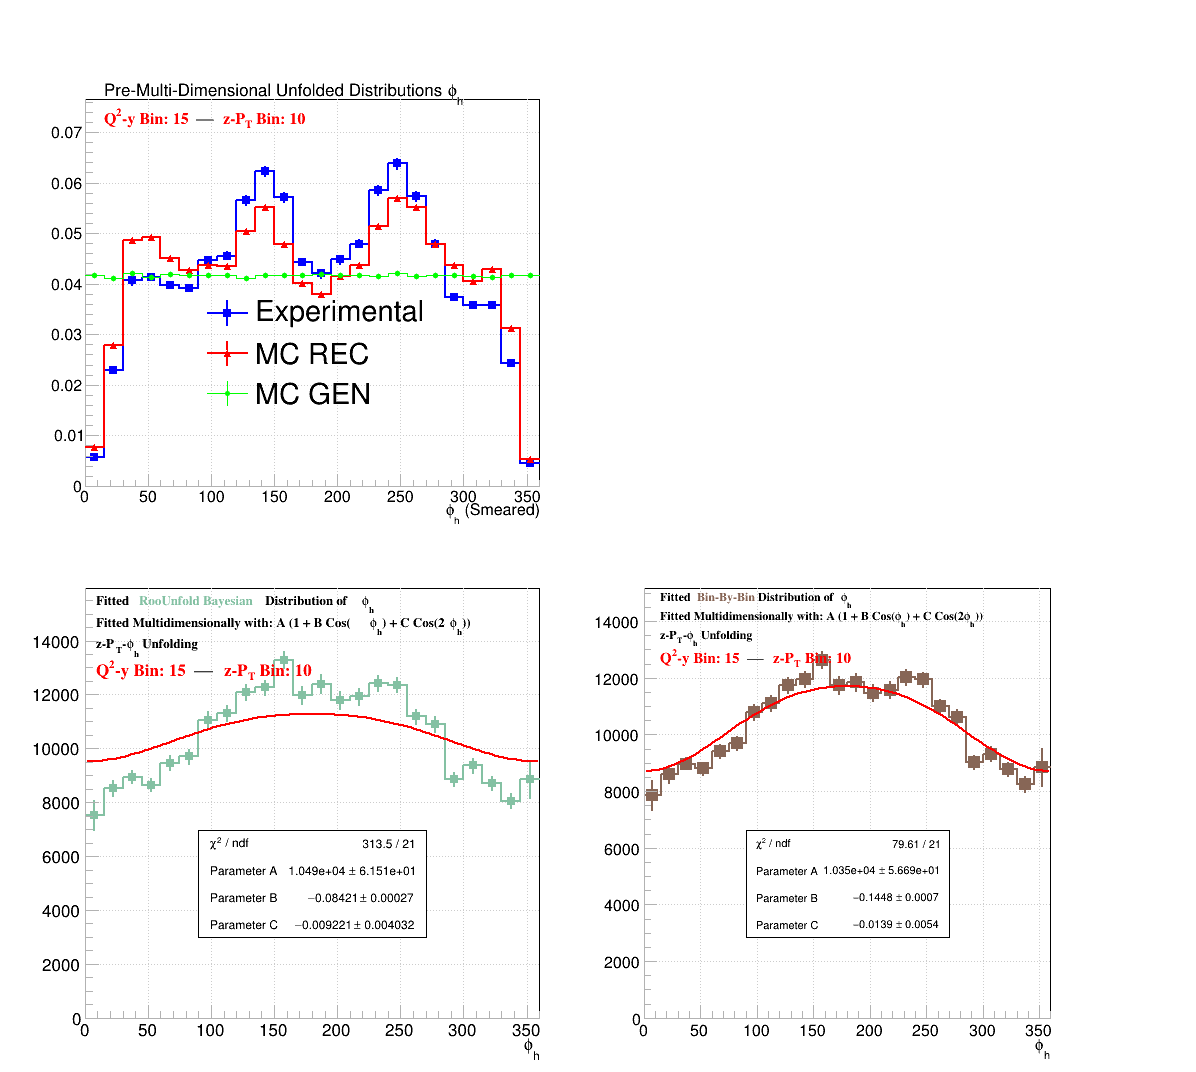 Pre-Multi-Dimensional Unfolded Distributions ϕh
Q²-y Bin: 15 — z-PT Bin: 10
0.07
0.06
0.05
0.04
0.03
0.02
0.01
0
Experimental
MC REC
MC GEN
0 50 100 150 200 250 300 350
ϕh (Smeared)
Fitted RooUnfold Bayesian Distribution of ϕh
Fitted Multidimensionally with: A (1 + B Cos( ϕh) + C Cos(2 ϕh))
z-PT-ϕh Unfolding
Q²-y Bin: 15 — z-PT Bin: 10
14000
12000
10000
8000
6000
4000
2000
0
χ² / ndf 313.5 / 21
Parameter A 1.049e+04 ± 6.151e+01
Parameter B −0.08421 ± 0.00027
Parameter C −0.009221 ± 0.004032
0 50 100 150 200 250 300 350
ϕh
Fitted Bin-By-Bin Distribution of ϕh
Fitted Multidimensionally with: A (1 + B Cos(ϕh) + C Cos(2ϕh))
z-PT-ϕh Unfolding
Q²-y Bin: 15 — z-PT Bin: 10
14000
12000
10000
8000
6000
4000
2000
0
χ² / ndf 79.61 / 21
Parameter A 1.035e+04 ± 5.669e+01
Parameter B −0.1448 ± 0.0007
Parameter C −0.0139 ± 0.0054
0 50 100 150 200 250 300 350
ϕh